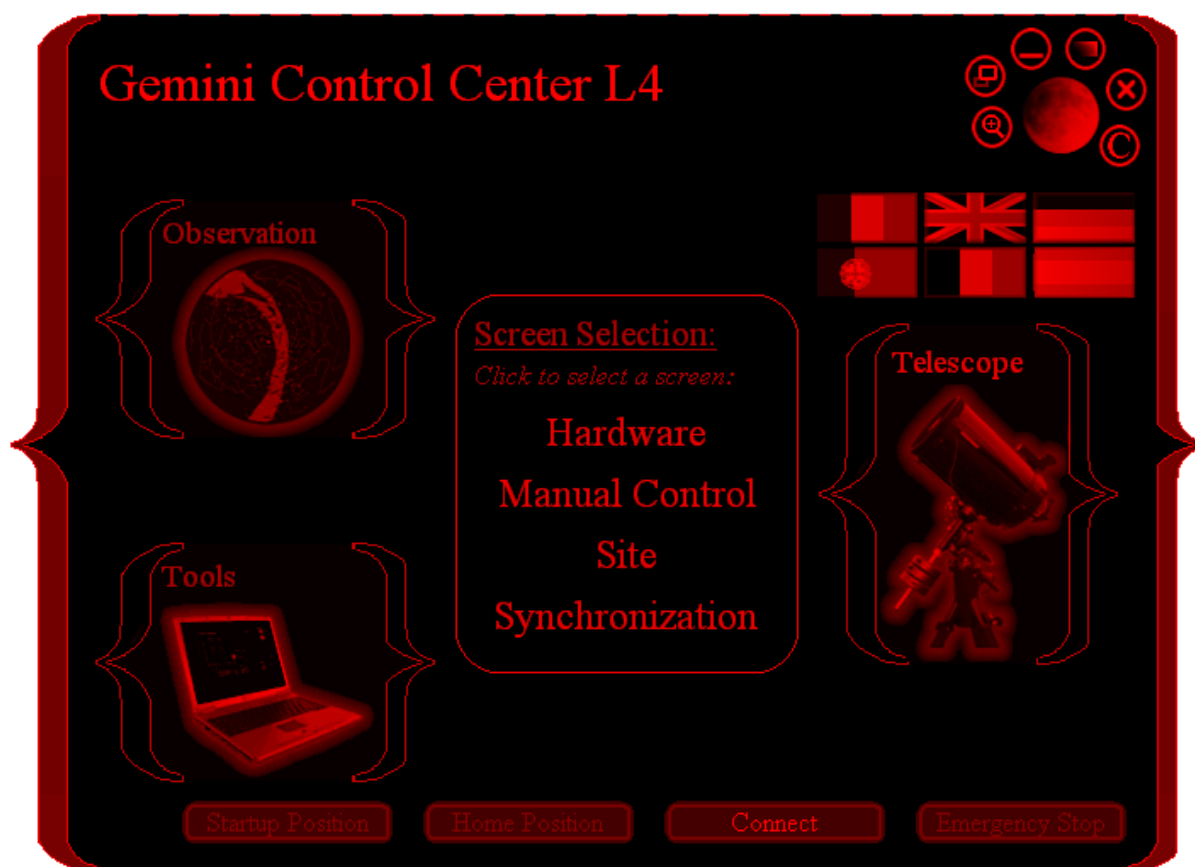 Gemini Control Center L4
Observation
Screen Selection:
Click to select a screen:
Hardware
Manual Control
Site
Synchronization
Telescope
Tools
Startup Position
Home Position
Connect
Emergency Stop